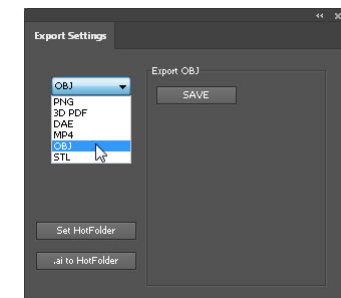 Export Settings
OBJ
PNG
3D PDF
DAE
MP4
OBJ
STL
Set HotFolder
.ai to HotFolder
Export OBJ
SAVE